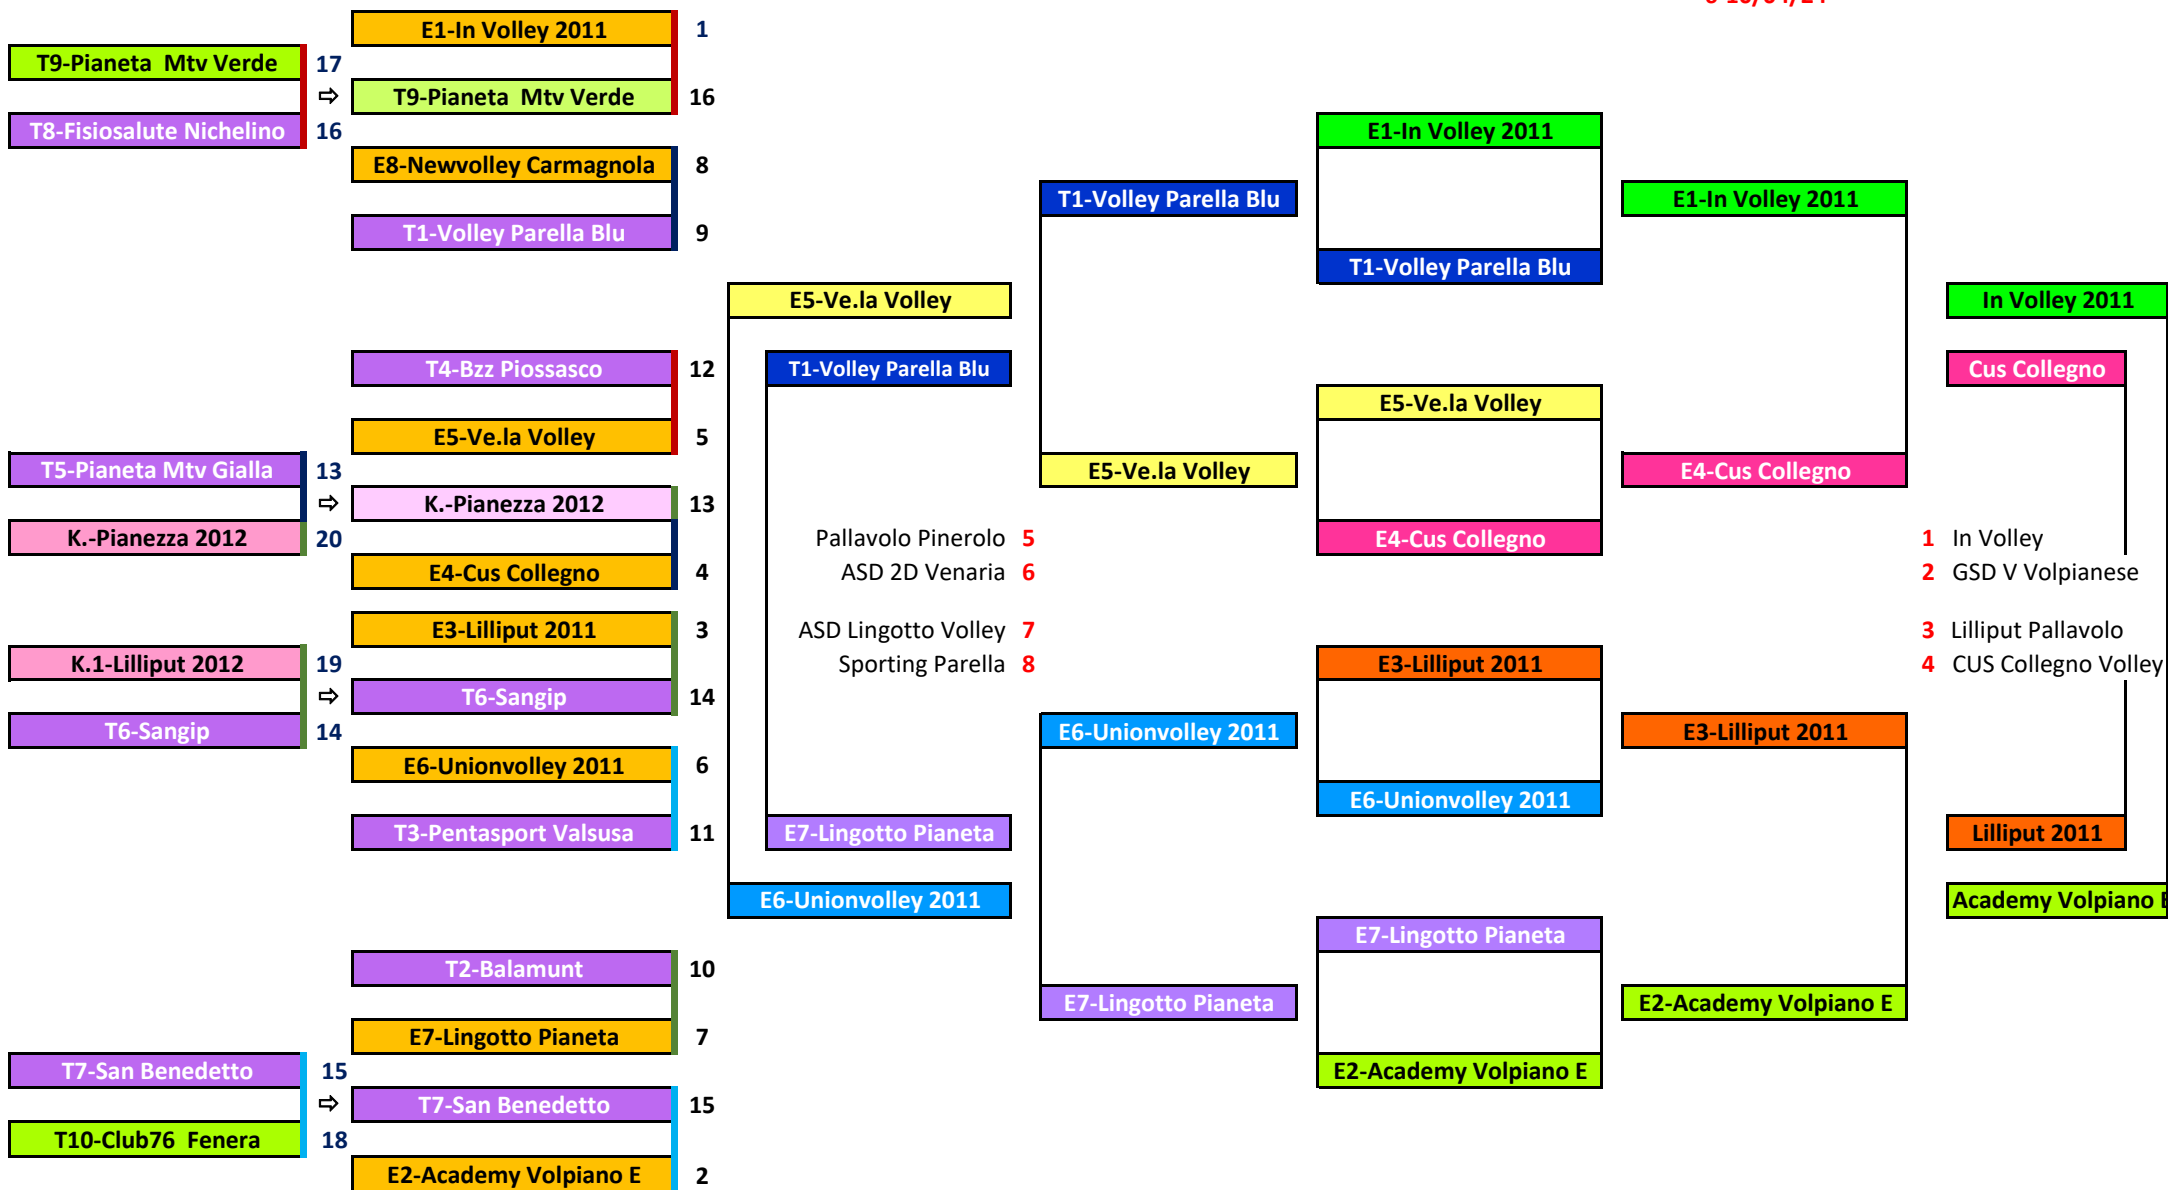 E1-In Volley 2011 1
T9-Pianeta Mtv Verde 17
⇨ T9-Pianeta Mtv Verde 16
T8-Fisiosalute Nichelino 16
E8-Newvolley Carmagnola 8
T1-Volley Parella Blu 9
T4-Bzz Piossasco 12
E5-Ve.la Volley 5
T5-Pianeta Mtv Gialla 13
⇨ K.-Pianezza 2012 13
K.-Pianezza 2012 20
E4-Cus Collegno 4
E3-Lilliput 2011 3
K.1-Lilliput 2012 19
⇨ T6-Sangip 14
T6-Sangip 14
E6-Unionvolley 2011 6
T3-Pentasport Valsusa 11
T2-Balamunt 10
E7-Lingotto Pianeta 7
T7-San Benedetto 15
⇨ T7-San Benedetto 15
T10-Club76 Fenera 18
E2-Academy Volpiano E 2
E5-Ve.la Volley
T1-Volley Parella Blu
Pallavolo Pinerolo 5
ASD 2D Venaria 6
ASD Lingotto Volley 7
Sporting Parella 8
E7-Lingotto Pianeta
E6-Unionvolley 2011
T1-Volley Parella Blu
E5-Ve.la Volley
E6-Unionvolley 2011
E7-Lingotto Pianeta
E1-In Volley 2011
T1-Volley Parella Blu
E5-Ve.la Volley
E4-Cus Collegno
E3-Lilliput 2011
E6-Unionvolley 2011
E7-Lingotto Pianeta
E2-Academy Volpiano E
E1-In Volley 2011
E4-Cus Collegno
E3-Lilliput 2011
E2-Academy Volpiano E
In Volley 2011
Cus Collegno
1 In Volley
2 GSD V Volpianese
3 Lilliput Pallavolo
4 CUS Collegno Volley
Lilliput 2011
Academy Volpiano E